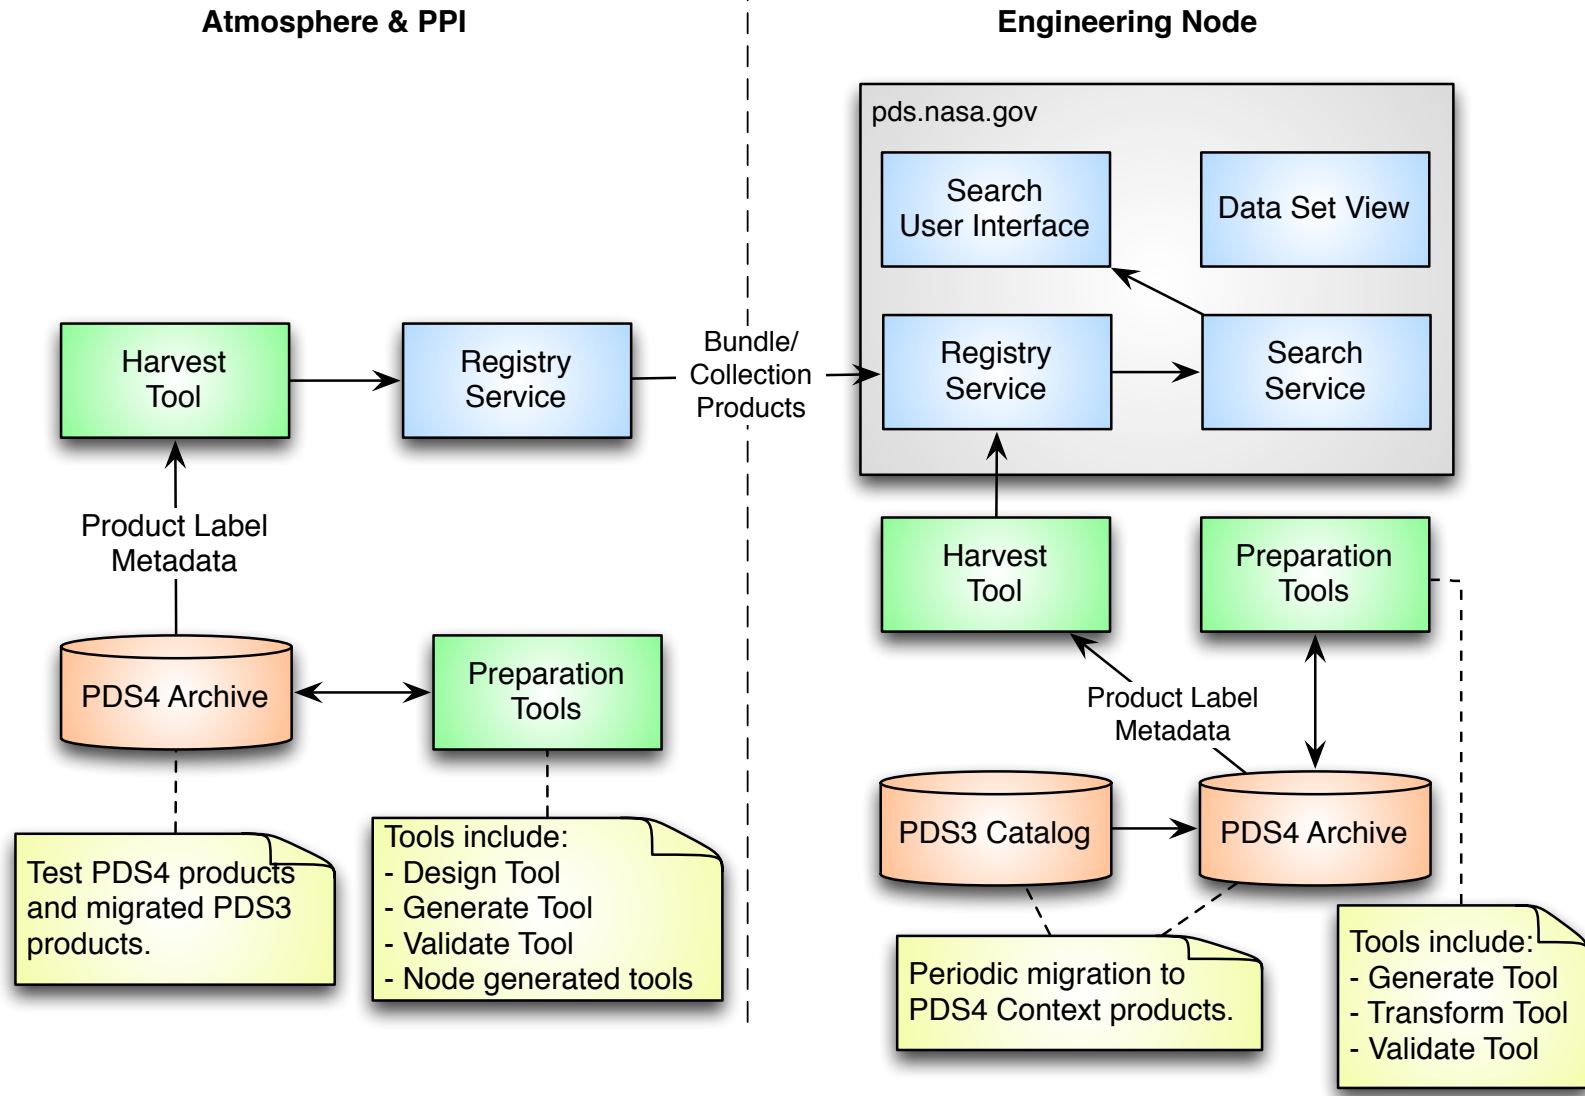 Atmosphere & PPI
Engineering Node
pds.nasa.gov
Search
User Interface
Data Set View
Harvest
Tool
Registry
Service
Bundle/
Collection
Products
Registry
Service
Search
Service
Product Label
Metadata
Harvest
Tool
Preparation
Tools
PDS4 Archive
Preparation
Tools
Product Label
Metadata
PDS3 Catalog
PDS4 Archive
Test PDS4 products
and migrated PDS3
products.
Tools include:
- Design Tool
- Generate Tool
- Validate Tool
- Node generated tools
Periodic migration to
PDS4 Context products.
Tools include:
- Generate Tool
- Transform Tool
- Validate Tool